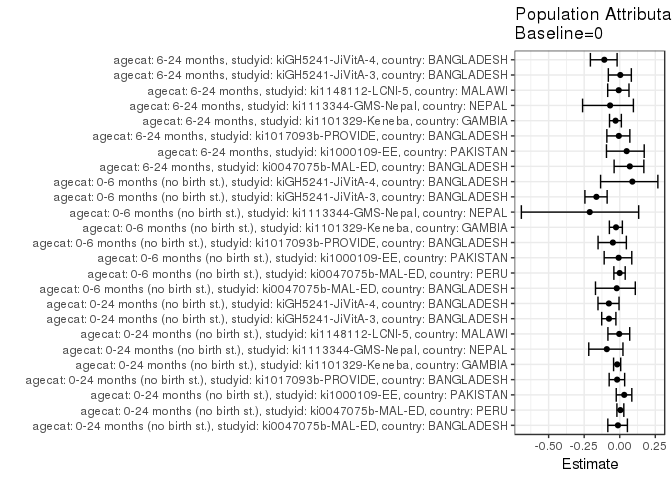 Population Attributa
Baseline=0
agecat: 6-24 months, studyid: kiGH5241-JiVitA-4, country: BANGLADESH
agecat: 6-24 months, studyid: kiGH5241-JiVitA-3, country: BANGLADESH
agecat: 6-24 months, studyid: ki1148112-LCNI-5, country: MALAWI
agecat: 6-24 months, studyid: ki1113344-GMS-Nepal, country: NEPAL
agecat: 6-24 months, studyid: ki1101329-Keneba, country: GAMBIA
agecat: 6-24 months, studyid: ki1017093b-PROVIDE, country: BANGLADESH
agecat: 6-24 months, studyid: ki1000109-EE, country: PAKISTAN
agecat: 6-24 months, studyid: ki0047075b-MAL-ED, country: BANGLADESH
agecat: 0-6 months (no birth st.), studyid: kiGH5241-JiVitA-4, country: BANGLADESH
agecat: 0-6 months (no birth st.), studyid: kiGH5241-JiVitA-3, country: BANGLADESH
agecat: 0-6 months (no birth st.), studyid: ki1113344-GMS-Nepal, country: NEPAL
agecat: 0-6 months (no birth st.), studyid: ki1101329-Keneba, country: GAMBIA
agecat: 0-6 months (no birth st.), studyid: ki1017093b-PROVIDE, country: BANGLADESH
agecat: 0-6 months (no birth st.), studyid: ki1000109-EE, country: PAKISTAN
agecat: 0-6 months (no birth st.), studyid: ki0047075b-MAL-ED, country: PERU
agecat: 0-6 months (no birth st.), studyid: ki0047075b-MAL-ED, country: BANGLADESH
agecat: 0-24 months (no birth st.), studyid: kiGH5241-JiVitA-4, country: BANGLADESH
agecat: 0-24 months (no birth st.), studyid: kiGH5241-JiVitA-3, country: BANGLADESH
agecat: 0-24 months (no birth st.), studyid: ki1148112-LCNI-5, country: MALAWI
agecat: 0-24 months (no birth st.), studyid: ki1113344-GMS-Nepal, country: NEPAL
agecat: 0-24 months (no birth st.), studyid: ki1101329-Keneba, country: GAMBIA
agecat: 0-24 months (no birth st.), studyid: ki1017093b-PROVIDE, country: BANGLADESH
agecat: 0-24 months (no birth st.), studyid: ki1000109-EE, country: PAKISTAN
agecat: 0-24 months (no birth st.), studyid: ki0047075b-MAL-ED, country: PERU
agecat: 0-24 months (no birth st.), studyid: ki0047075b-MAL-ED, country: BANGLADESH
-0.50 -0.25 0.00 0.25
Estimate